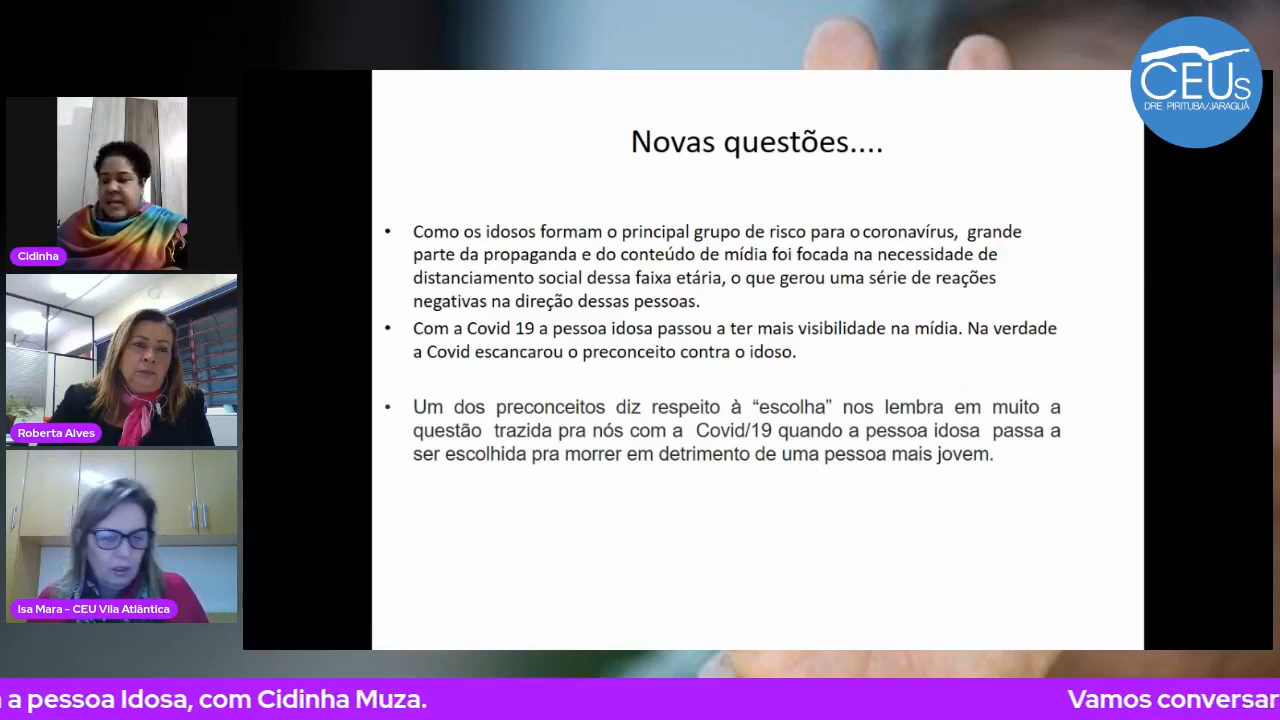 CEUs
DRE PIRITUBA/JARAGUÁ
Novas questões....
• Como os idosos formam o principal grupo de risco para o coronavírus, grande
parte da propaganda e do conteúdo de mídia foi focada na necessidade de
distanciamento social dessa faixa etária, o que gerou uma série de reações
negativas na direção dessas pessoas.
• Com a Covid 19 a pessoa idosa passou a ter mais visibilidade na mídia. Na verdade
a Covid escancarou o preconceito contra o idoso.
• Um dos preconceitos diz respeito à “escolha” nos lembra em muito a
questão trazida pra nós com a Covid/19 quando a pessoa idosa passa a
ser escolhida pra morrer em detrimento de uma pessoa mais jovem.
Cidinha
Roberta Alves
Isa Mara - CEU Vila Atlântica
a pessoa Idosa, com Cidinha Muza.
Vamos conversar